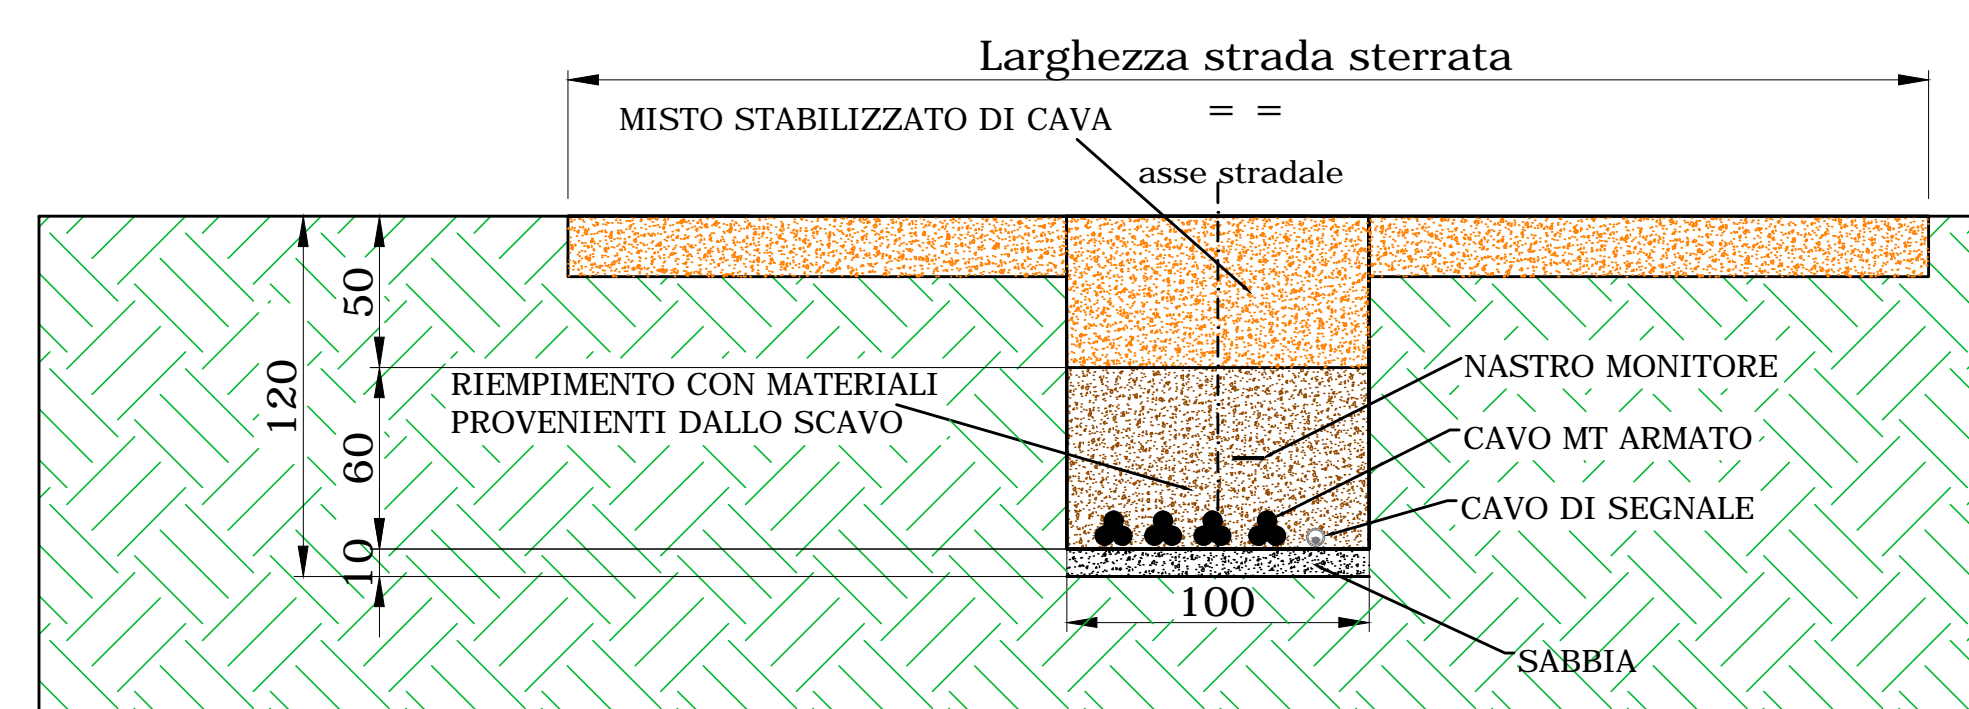 Larghezza strada sterrata
MISTO STABILIZZATO DI CAVA
= =
asse stradale
50
120
60
10
RIEMPIMENTO CON MATERIALI
PROVENIENTI DALLO SCAVO
NASTRO MONITORE
CAVO MT ARMATO
CAVO DI SEGNALE
100
SABBIA